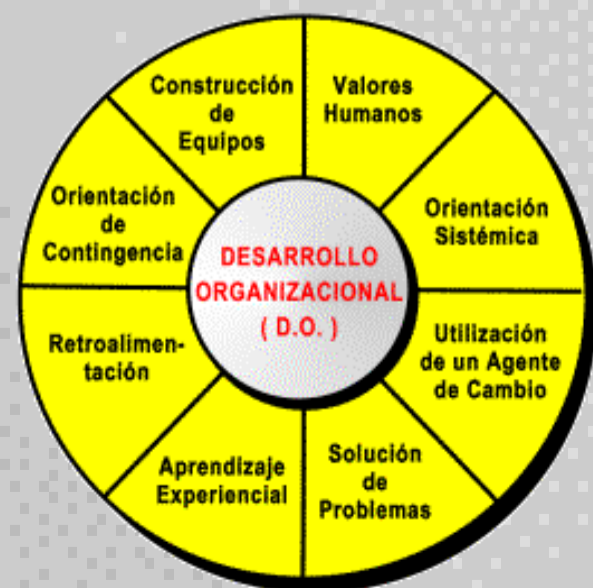 Construcción
de
Equipos
Valores
Humanos
Orientación
Sistémica
Utilización
de un Agente
de Cambio
Solución
de
Problemas
Aprendizaje
Experiencial
Retroalimen-
tación
Orientación
de
Contingencia
DESARROLLO
ORGANIZACIONAL
( D.O. )